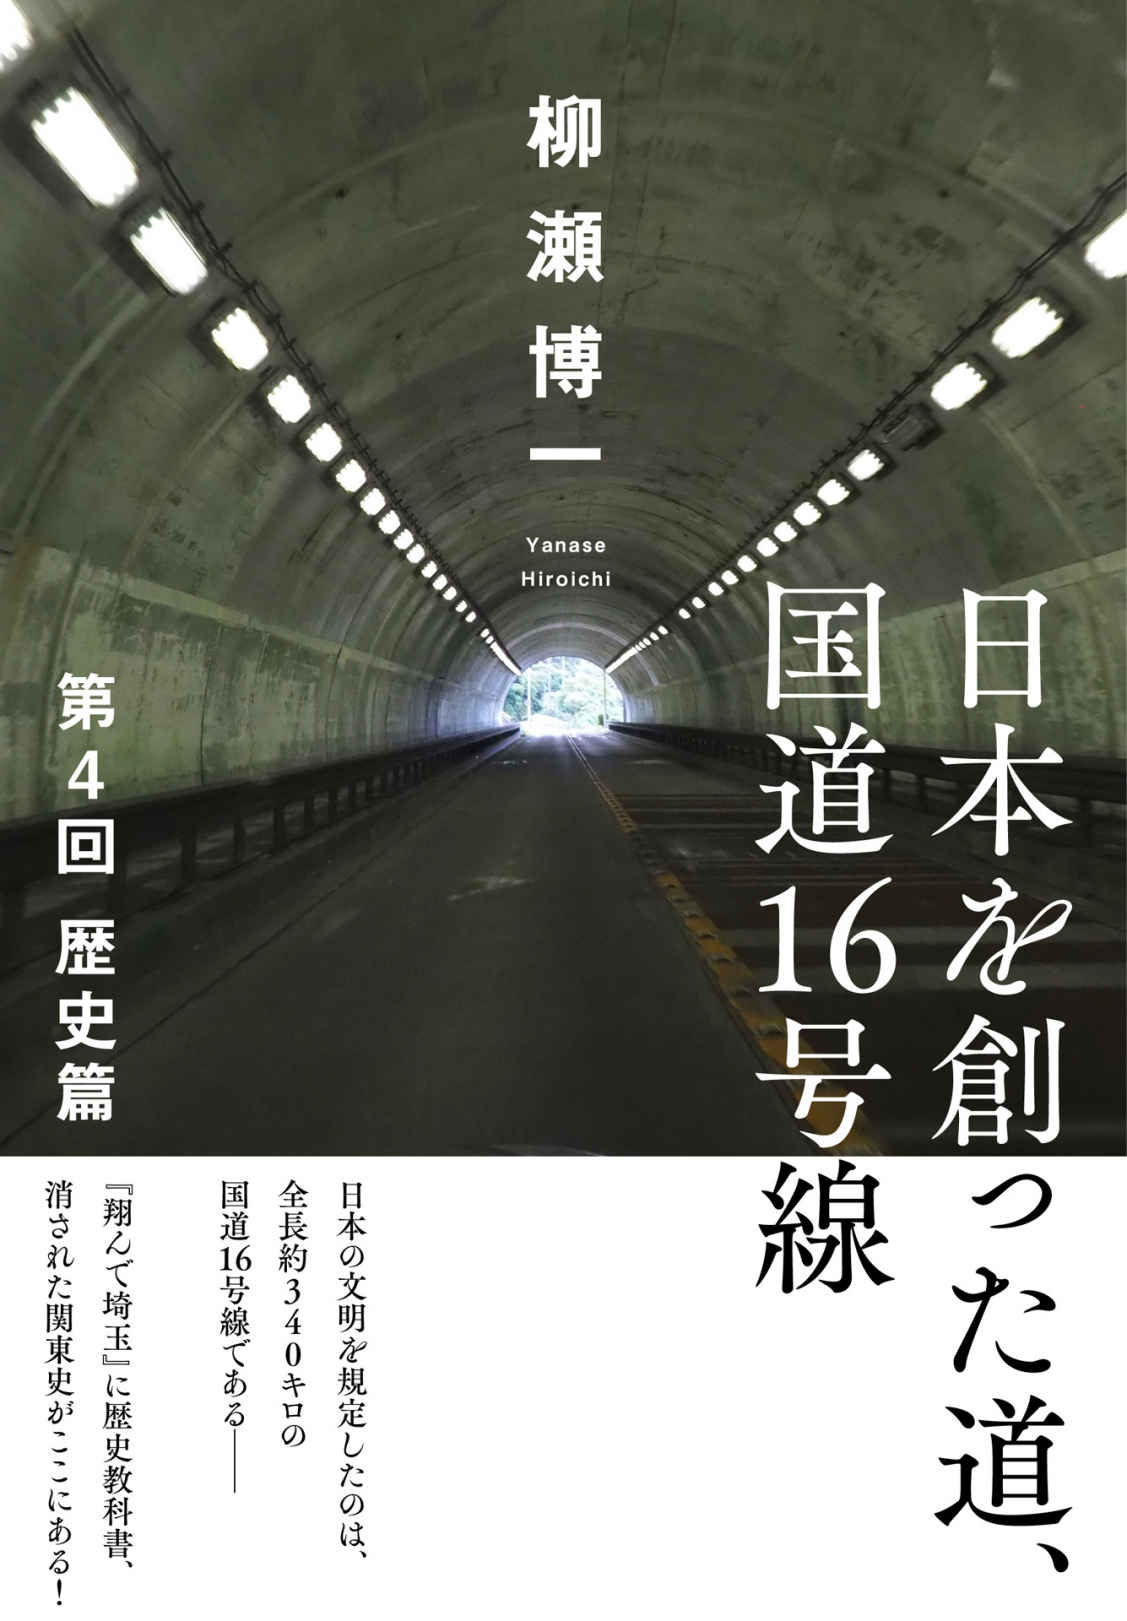 柳瀬博一
Yanase
Hiroichi
日本を創った道、
国道16号線
第4回 歴史篇
日本の文明を規定したのは、
全長約340キロの
国道16号線である――
『翔んで埼玉』に歴史教科書、
消された関東史がここにある！